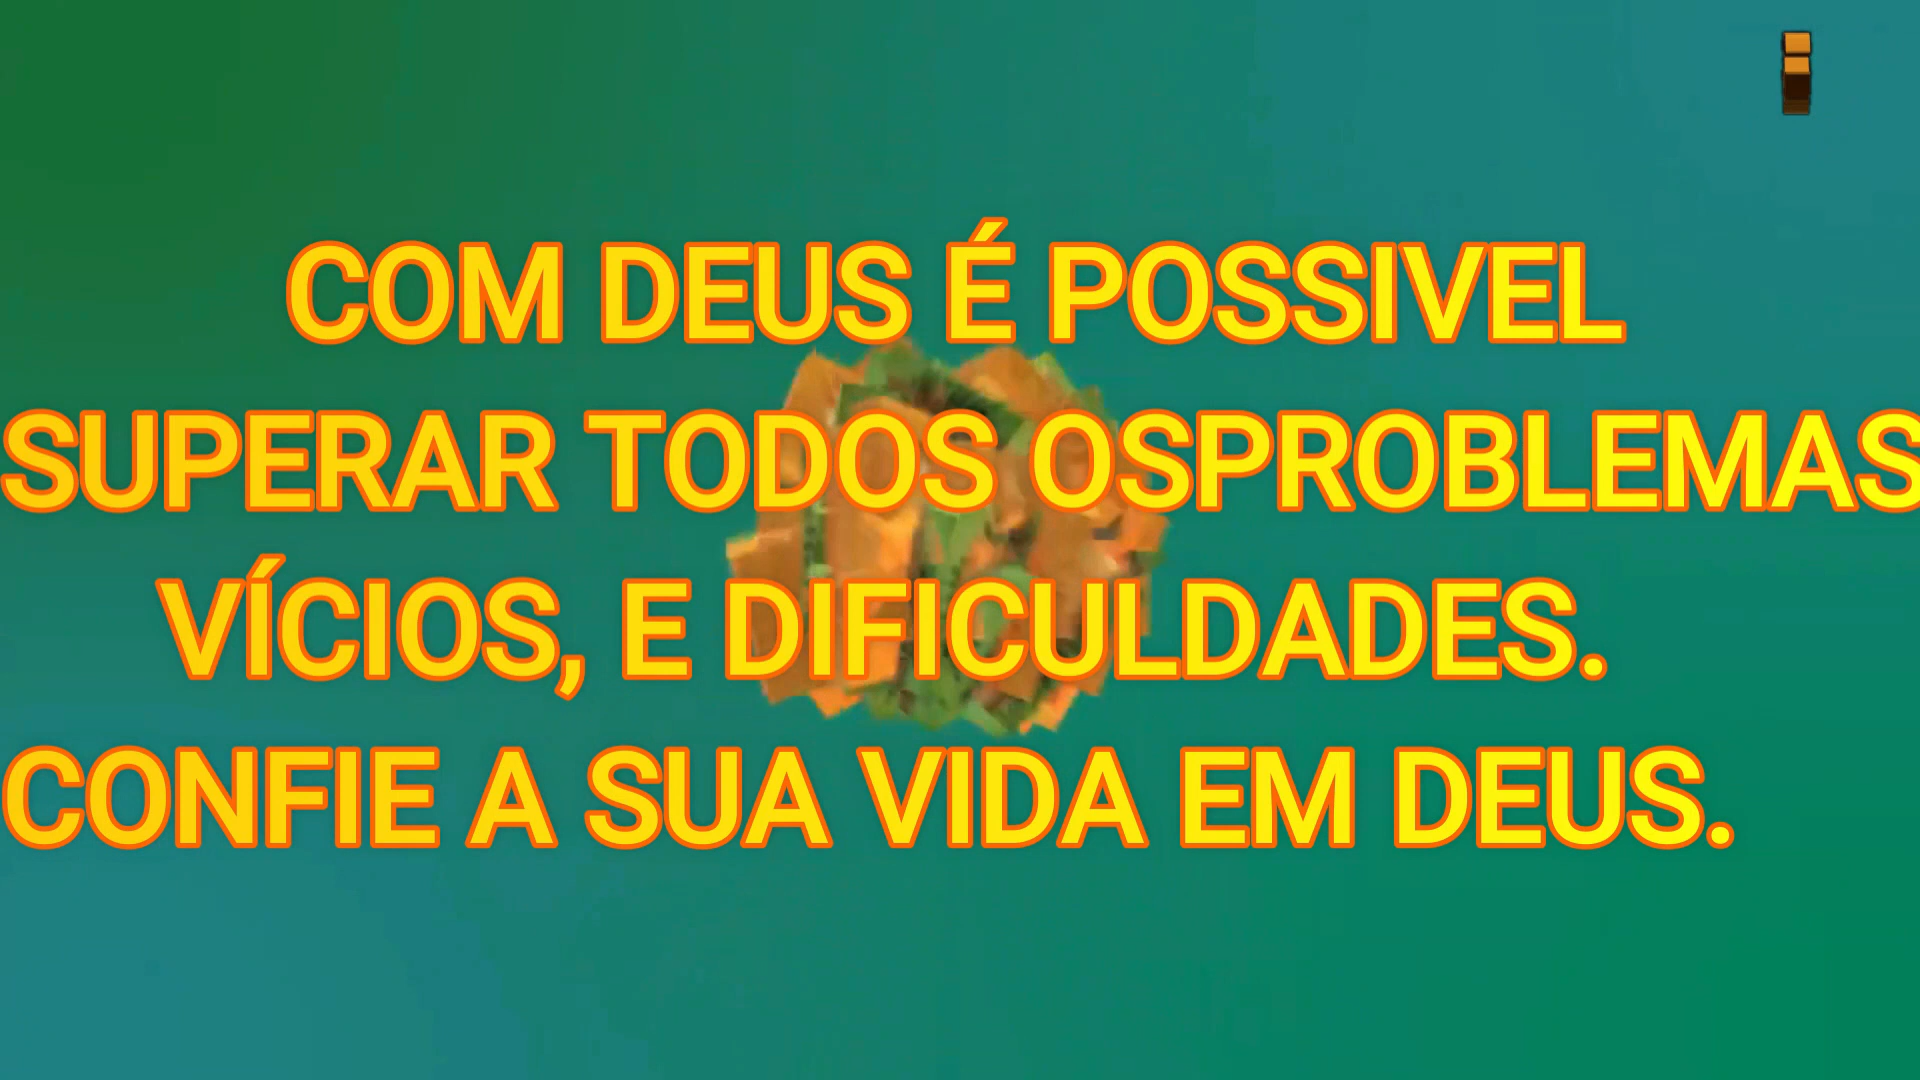 COM DEUS É POSSIVEL
SUPERAR TODOS OSPROBLEMAS
VÍCIOS, E DIFICULDADES.
CONFIE A SUA VIDA EM DEUS.